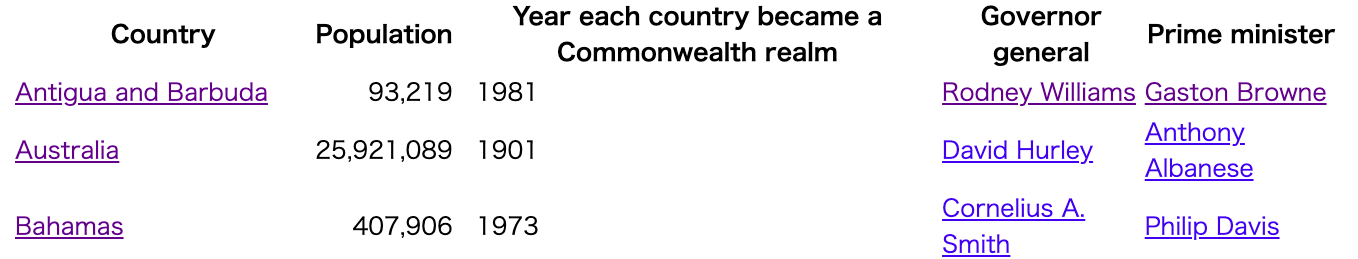 Country Population Year each country became a Commonwealth realm Governor general Prime minister
Antigua and Barbuda 93,219 1981 Rodney Williams Gaston Browne
Australia 25,921,089 1901 David Hurley Anthony Albanese
Bahamas 407,906 1973 Cornelius A. Smith Philip Davis